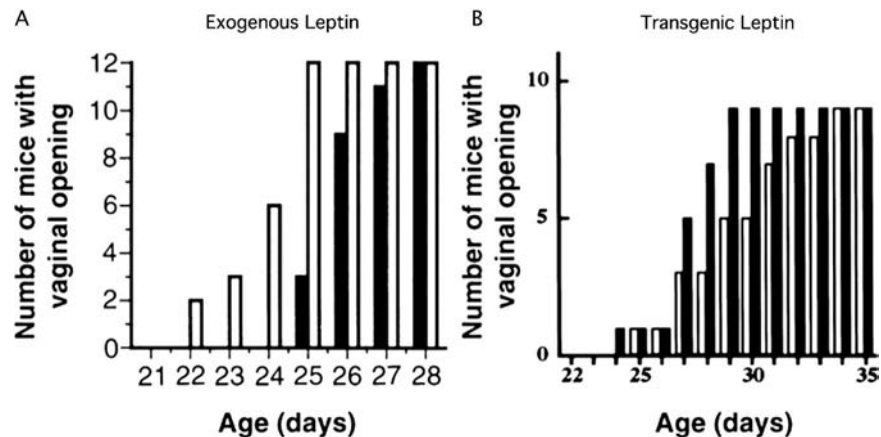 A
Exogenous Leptin
Number of mice with
vaginal opening
12
10
8
6
4
2
0
21 22 23 24 25 26 27 28
Age (days)
B
Transgenic Leptin
Number of mice with
vaginal opening
10
5
0
22 25 30 35
Age (days)